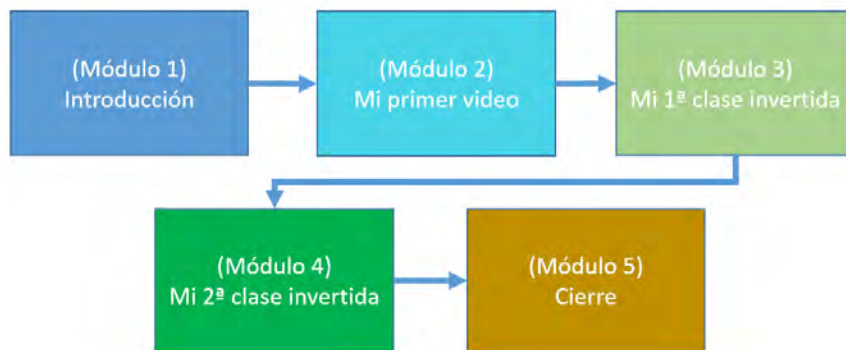 (Módulo 1)
Introducción
(Módulo 2)
Mi primer video
(Módulo 3)
Mi 1ª clase invertida
(Módulo 4)
Mi 2ª clase invertida
(Módulo 5)
Cierre